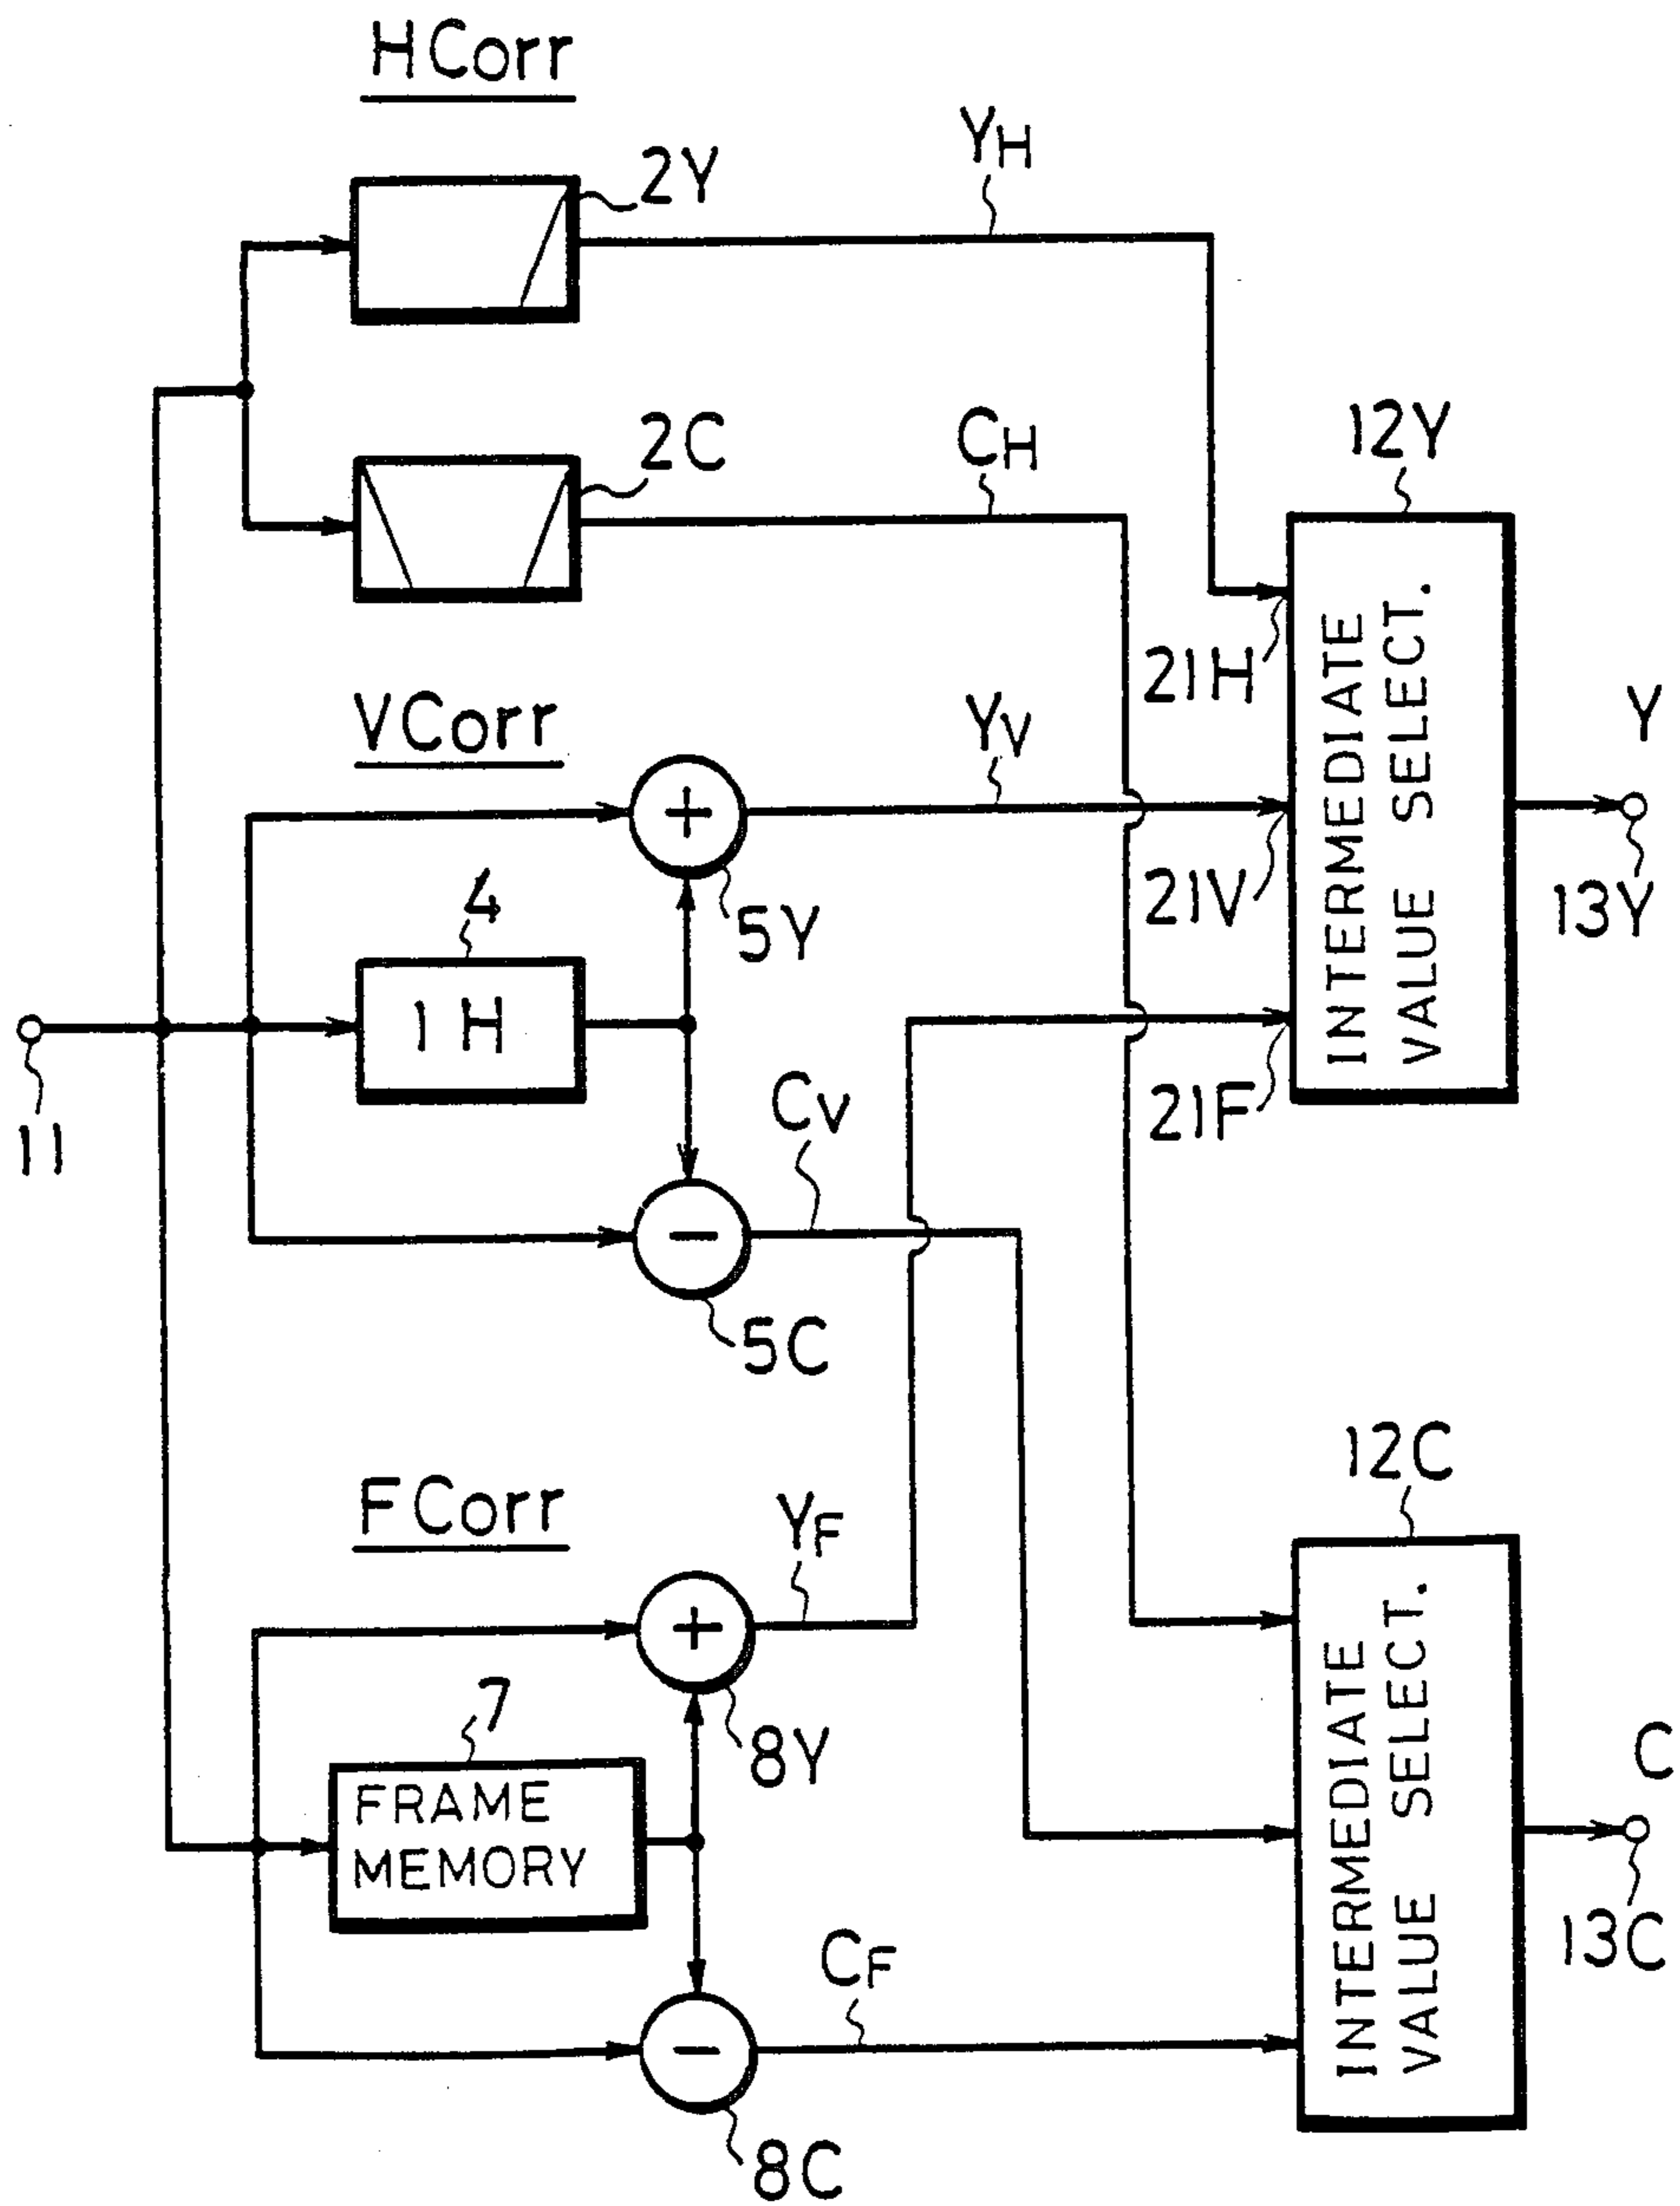 HCorr
2Y
YH
2C
CH
12Y
21H
VCorr
YV
Y
5Y
21V
13Y
4
1H
INTERMEDIATE
VALUE SELECT.
11
CV
21F
5C
12C
FCorr
YF
7
8Y
FRAME
MEMORY
C
INTERMEDIATE
VALUE SELECT.
13C
CF
8C